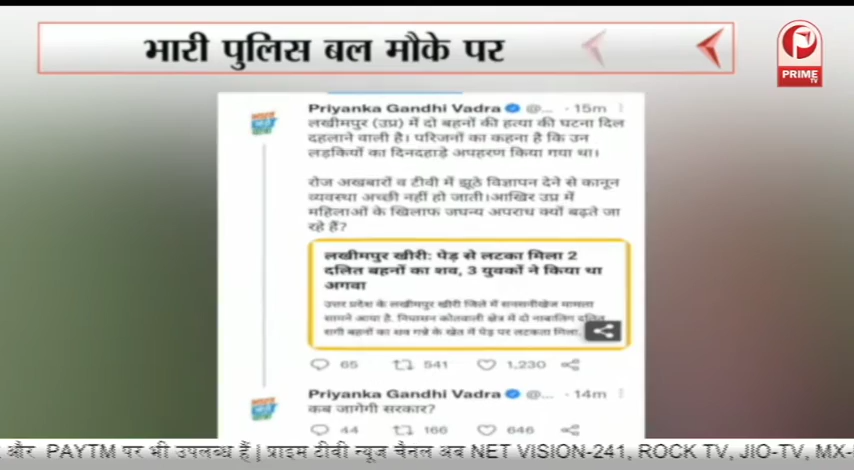 भारी पुलिस बल मौके पर
PRIME
TV
Priyanka Gandhi Vadra @... · 15m
लखीमपुर (उप्र) में दो बहनों की हत्या की घटना दिल
दहलाने वाली है। परिजनों का कहना है कि उन
लड़कियों का दिनदहाड़े अपहरण किया गया था।
रोज अखबारों व टीवी में झूठे विज्ञापन देने से कानून
व्यवस्था अच्छी नहीं हो जाती।आखिर उप्र में
महिलाओं के खिलाफ जघन्य अपराध क्यों बढ़ते जा
रहे हैं?
लखीमपुर खीरी: पेड़ से लटका मिला 2
दलित बहनों का शव, 3 युवकों ने किया था
अगवा
उत्तर प्रदेश के लखीमपुर खीरी जिले में सनसनीखेज मामला
सामने आया है. निघासन कोतवाली क्षेत्र में दो नाबालिग दलित
सगी बहनों का शव गन्ने के खेत में पेड़ पर लटकता मिला.
65 541 1,230
Priyanka Gandhi Vadra @... · 14m
कब जागेगी सरकार?
44 166 646
और PAYTM पर भी उपलब्ध हैं | प्राइम टीवी न्यूज चैनल अब NET VISION-241, ROCK TV, JIO-TV, MX-